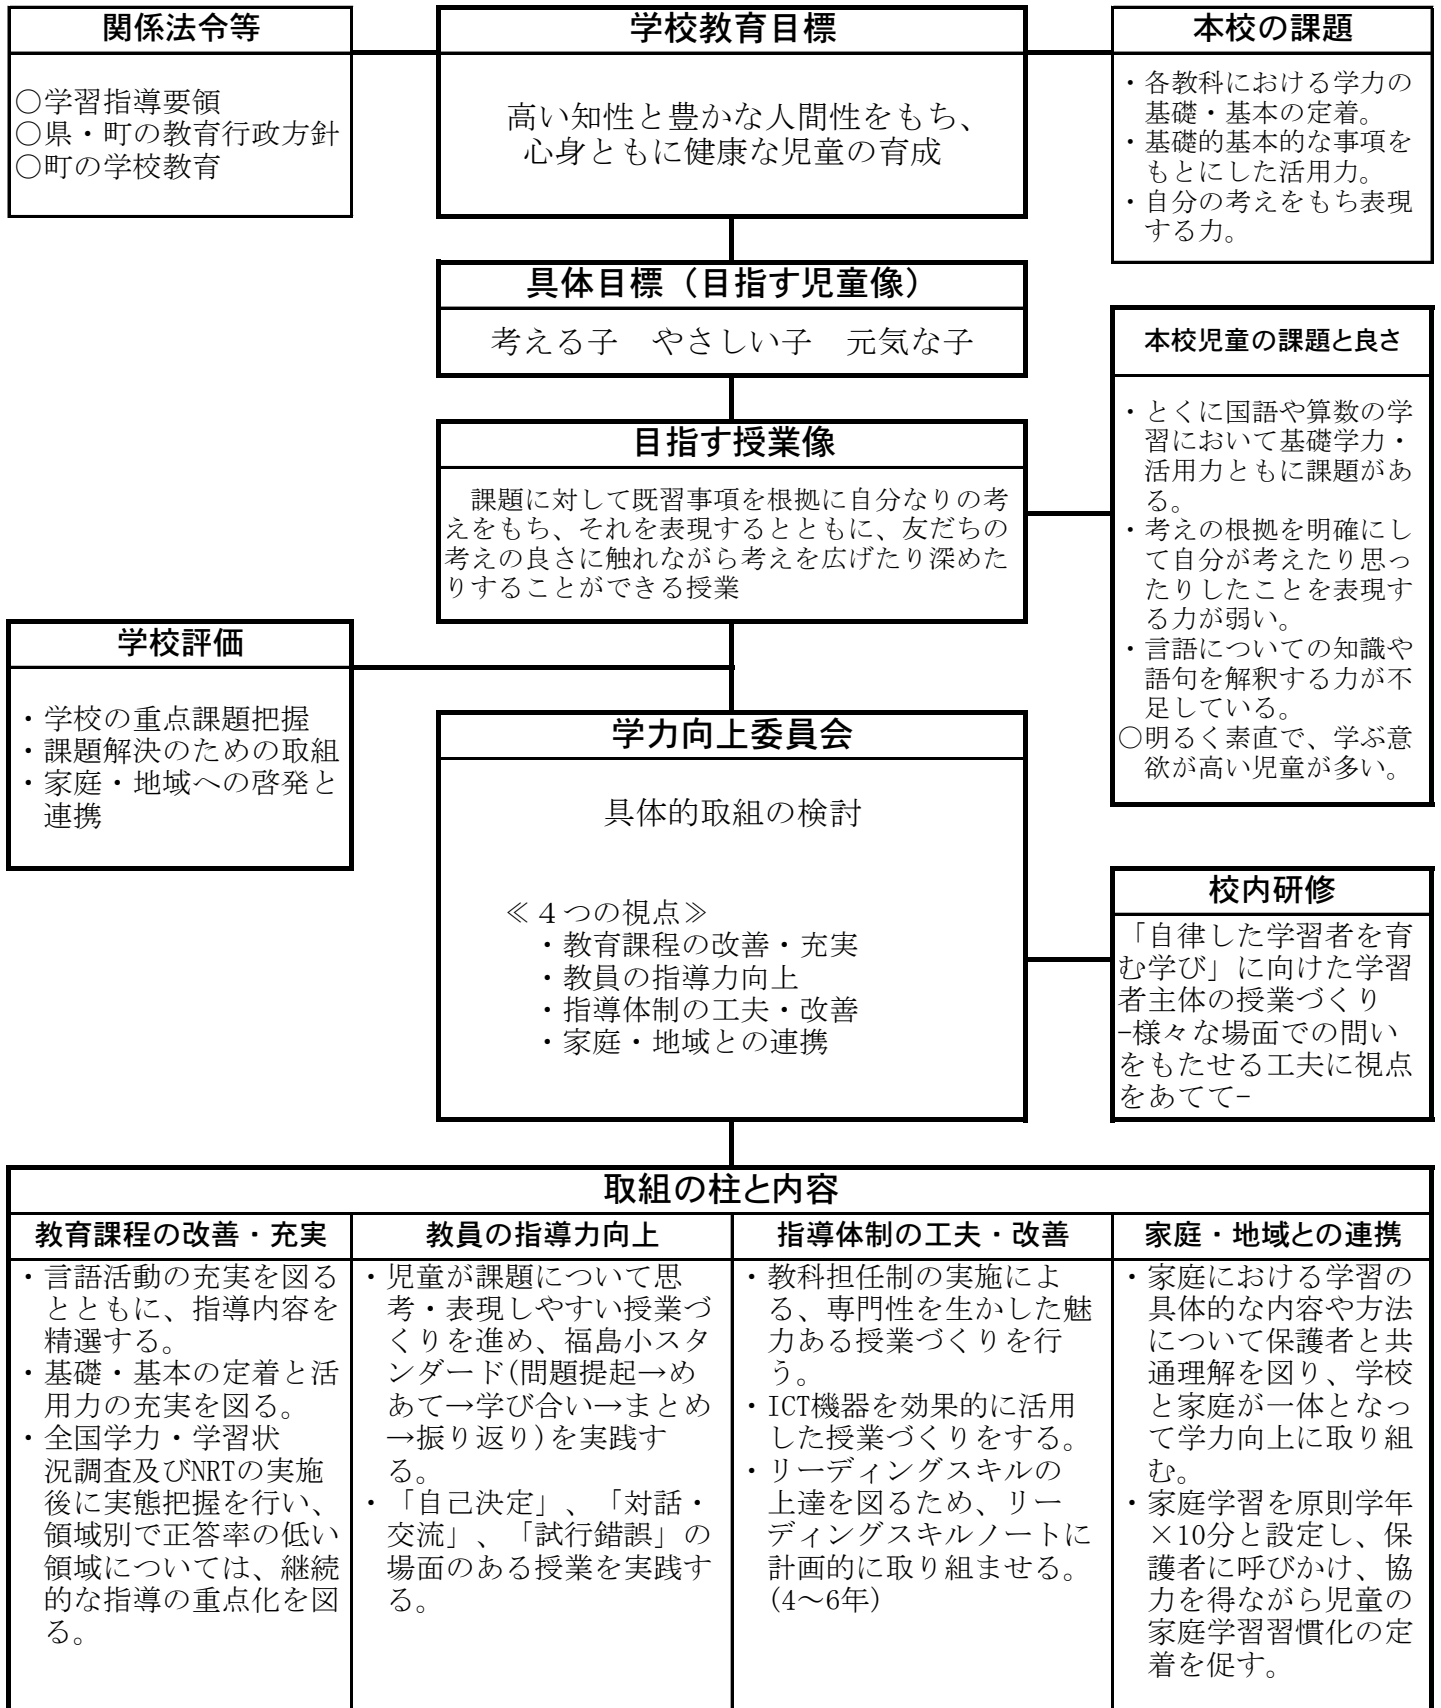 関係法令等
○学習指導要領
○県・町の教育行政方針
○町の学校教育
学校教育目標
高い知性と豊かな人間性をもち、
心身ともに健康な児童の育成
本校の課題
・各教科における学力の
基礎・基本の定着。
・基礎的基本的な事項を
もとにした活用力。
・自分の考えをもち表現
する力。
具体目標（目指す児童像）
考える子　やさしい子　元気な子
本校児童の課題と良さ
・とくに国語や算数の学
習において基礎学力・
活用力ともに課題があ
る。
・考えの根拠を明確にし
て自分が考えたり思っ
たりしたことを表現す
る力が弱い。
・言語についての知識や
語句を解釈する力が不
足している。
○明るく素直で、学ぶ意
欲が高い児童が多い。
目指す授業像
　課題に対して既習事項を根拠に自分なりの考
えをもち、それを表現するとともに、友だちの
考えの良さに触れながら考えを広げたり深めた
りすることができる授業
学校評価
・学校の重点課題把握
・課題解決のための取組
・家庭・地域への啓発と
連携
学力向上委員会
具体的取組の検討
≪４つの視点≫
・教育課程の改善・充実
・教員の指導力向上
・指導体制の工夫・改善
・家庭・地域との連携
校内研修
「自律した学習者を育
む学び」に向けた学習
者主体の授業づくり
-様々な場面での問い
をもたせる工夫に視点
をあてて-
取組の柱と内容
教育課程の改善・充実
・言語活動の充実を図る
とともに、指導内容を
精選する。
・基礎・基本の定着と活
用力の充実を図る。
・全国学力・学習状
況調査及びNRTの実施
後に実態把握を行い、
領域別で正答率の低い
領域については、継続
的な指導の重点化を図
る。
教員の指導力向上
・児童が課題について思
考・表現しやすい授業づ
くりを進め、福島小スタ
ンダード(問題提起→め
あて→学び合い→まとめ
→振り返り)を実践す
る。
・「自己決定」、「対話・
交流」、「試行錯誤」の
場面のある授業を実践す
る。
指導体制の工夫・改善
・教科担任制の実施によ
る、専門性を生かした魅
力ある授業づくりを行
う。
・ICT機器を効果的に活用
した授業づくりをする。
・リーディングスキルの
上達を図るため、リー
ディングスキルノートに
計画的に取り組ませる。
(4～6年)
家庭・地域との連携
・家庭における学習の
具体的な内容や方法
について保護者と共
通理解を図り、学校
と家庭が一体となっ
て学力向上に取り組
む。
・家庭学習を原則学年
×10分と設定し、保
護者に呼びかけ、協
力を得ながら児童の
家庭学習習慣化の定
着を促す。